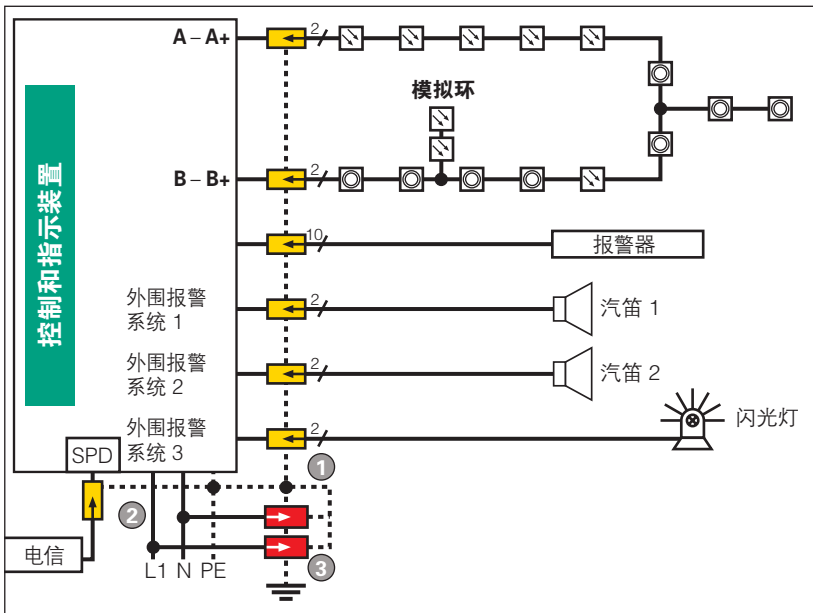 A – A+
2
模拟环
B – B+
2
控制和指示装置
10
报警器
外围报警
系统 1
2
汽笛 1
外围报警
系统 2
2
汽笛 2
外围报警
系统 3
2
闪光灯
SPD
1
2
电信
L1 N PE
3